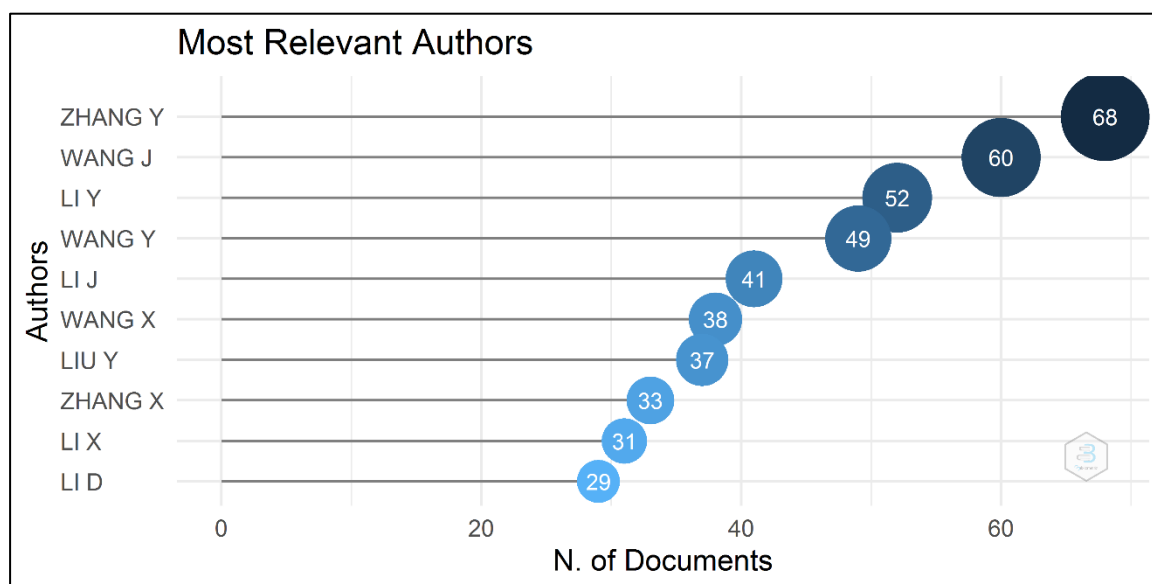 Most Relevant Authors
ZHANG Y 68
WANG J 60
LI Y 52
WANG Y 49
LI J 41
WANG X 38
LIU Y 37
ZHANG X 33
LI X 31
LI D 29
Authors
0 20 40 60
N. of Documents